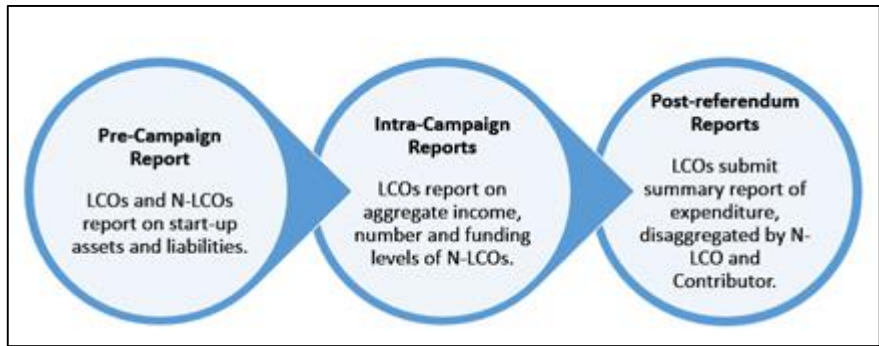 Pre-Campaign
Report
LCOs and N-LCOs
report on start-up
assets and liabilities.
Intra-Campaign
Reports
LCOs report on
aggregate income,
number and funding
levels of N-LCOs.
Post-referendum
Reports
LCOs submit
summary report of
expenditure,
disaggregated by N-
LCO and
Contributor.